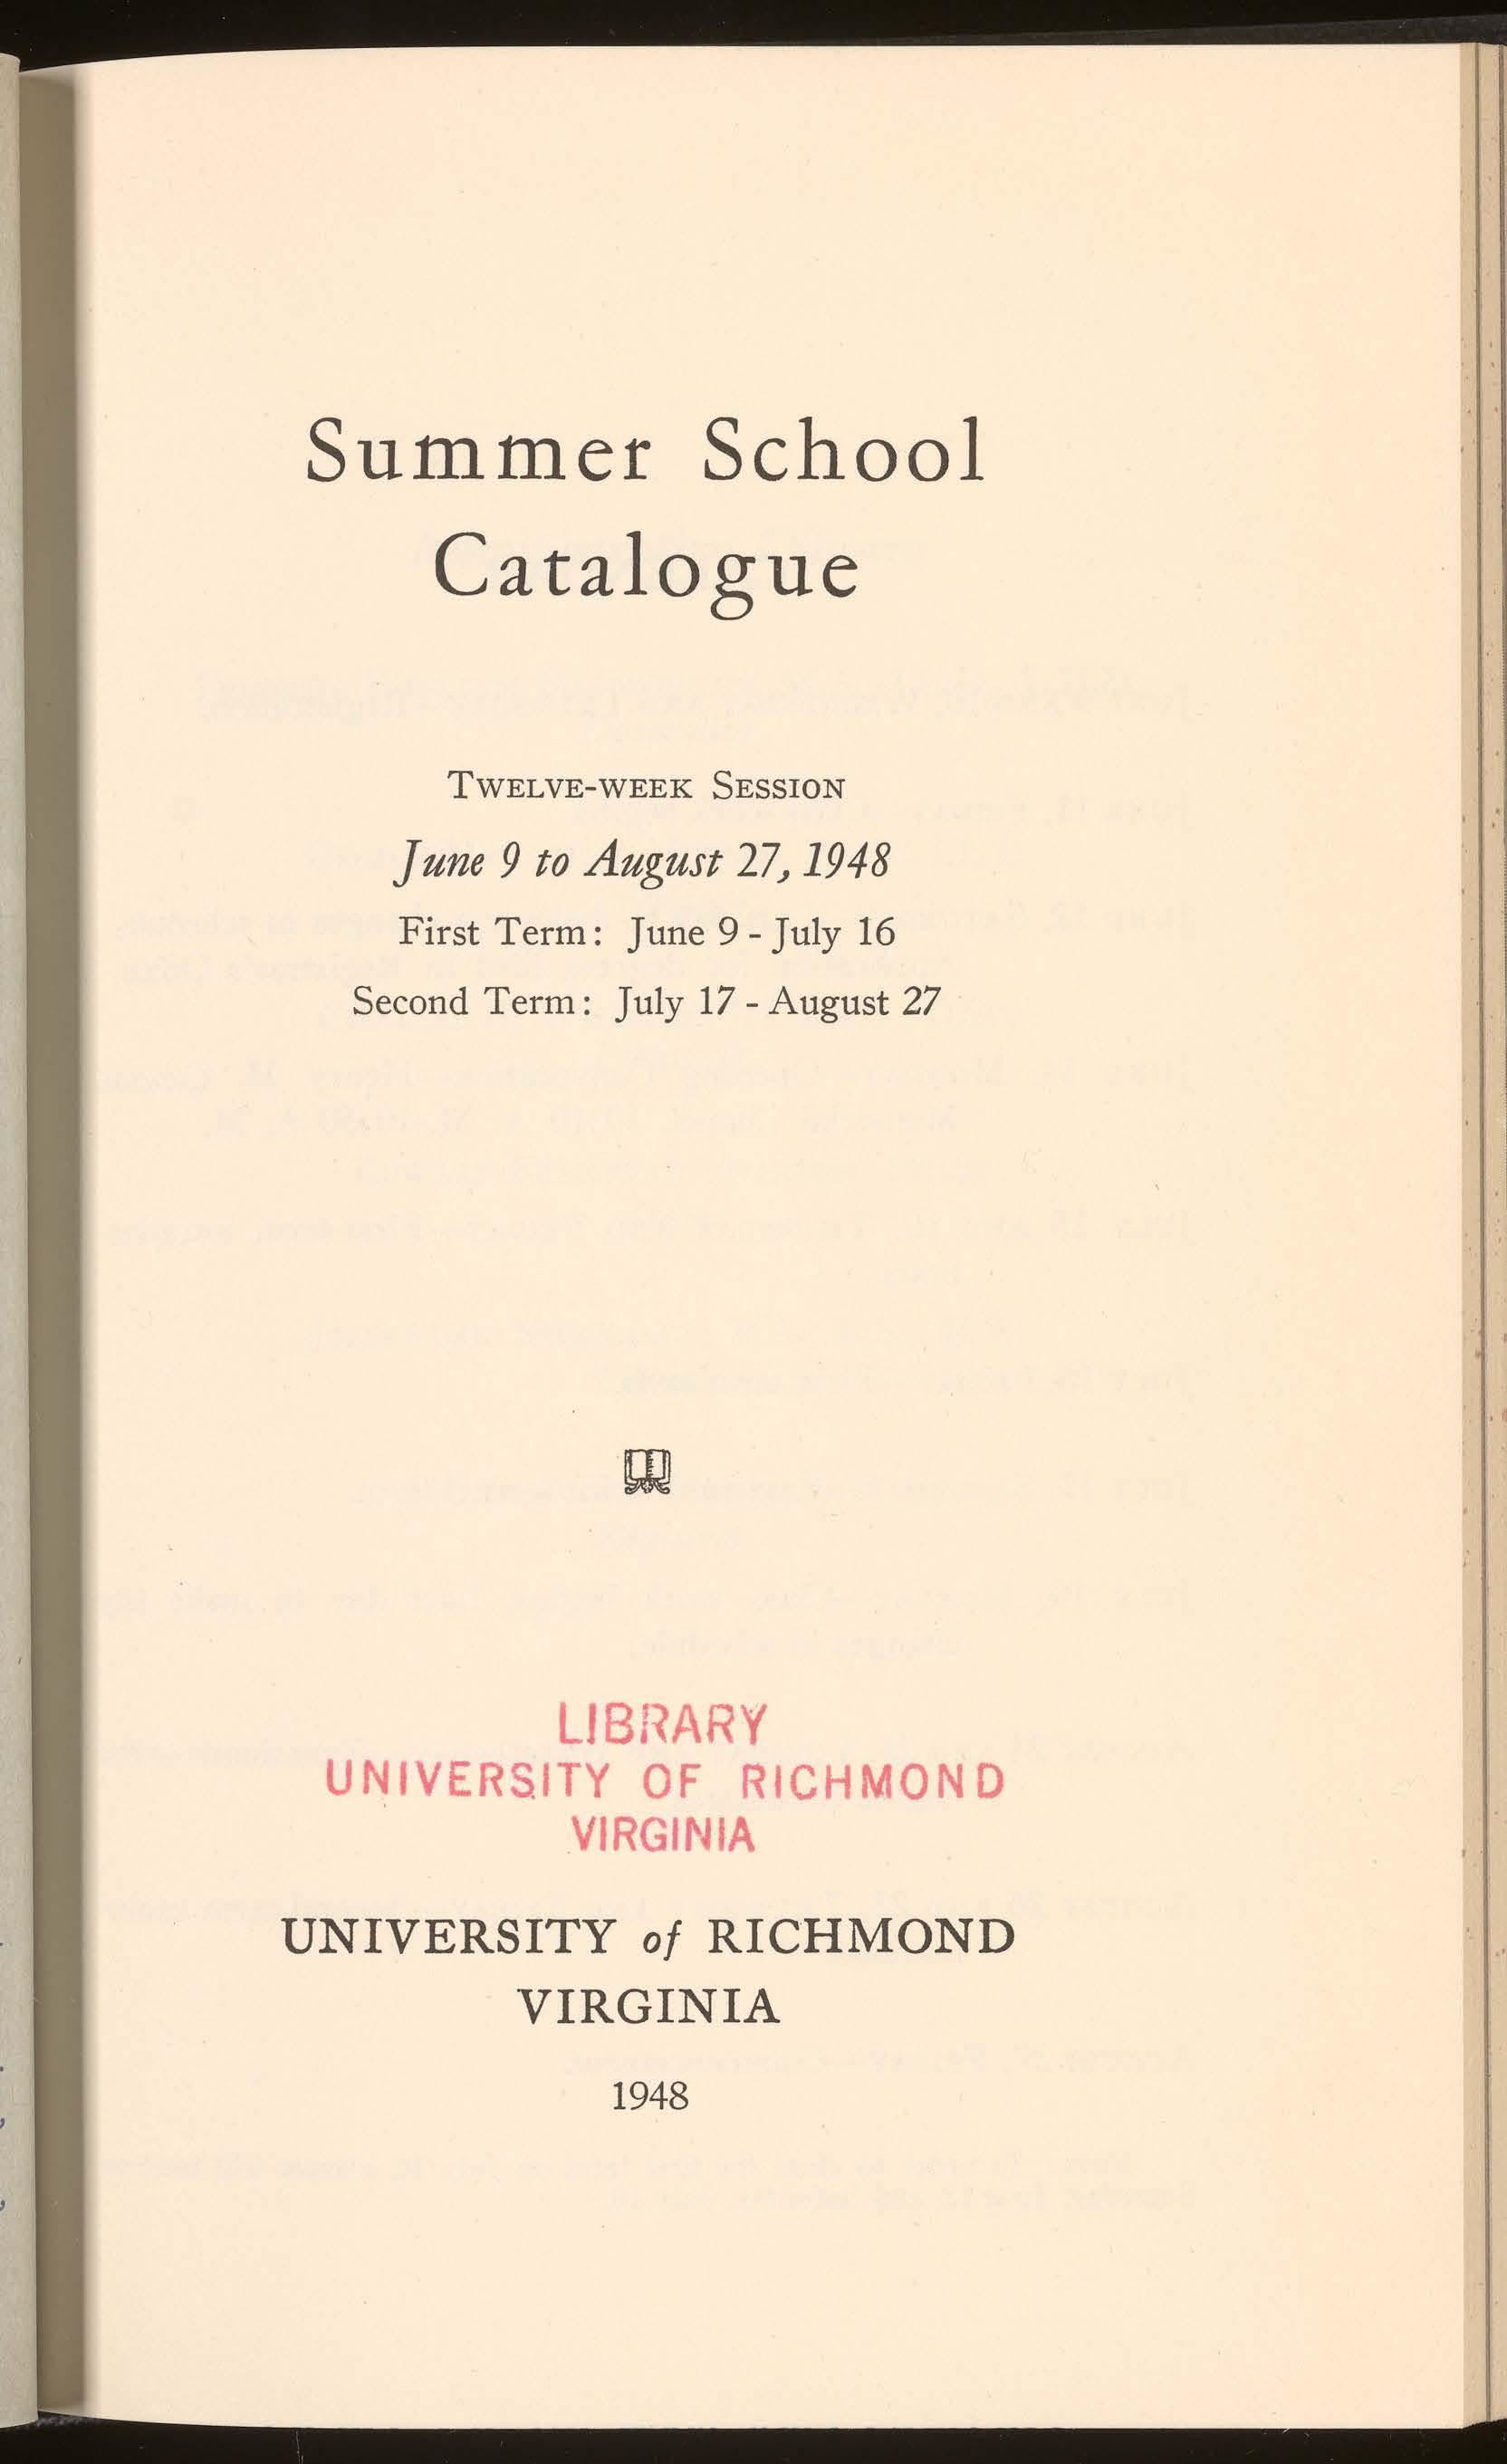 Summer School
Catalogue
Twelve-week Session
June 9 to August 27, 1948
First Term: June 9 - July 16
Second Term: July 17 - August 27
LIBRARY
UNIVERSITY OF RICHMOND
VIRGINIA
UNIVERSITY of RICHMOND
VIRGINIA
1948